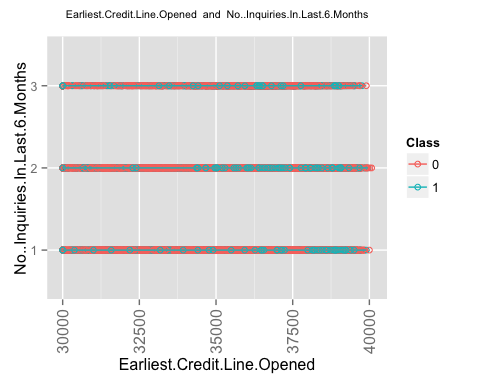 Earliest.Credit.Line.Opened and No..Inquiries.In.Last.6.Months
No..Inquiries.In.Last.6.Months
3
2
1
30000
32500
35000
37500
40000
Earliest.Credit.Line.Opened
Class
0
1